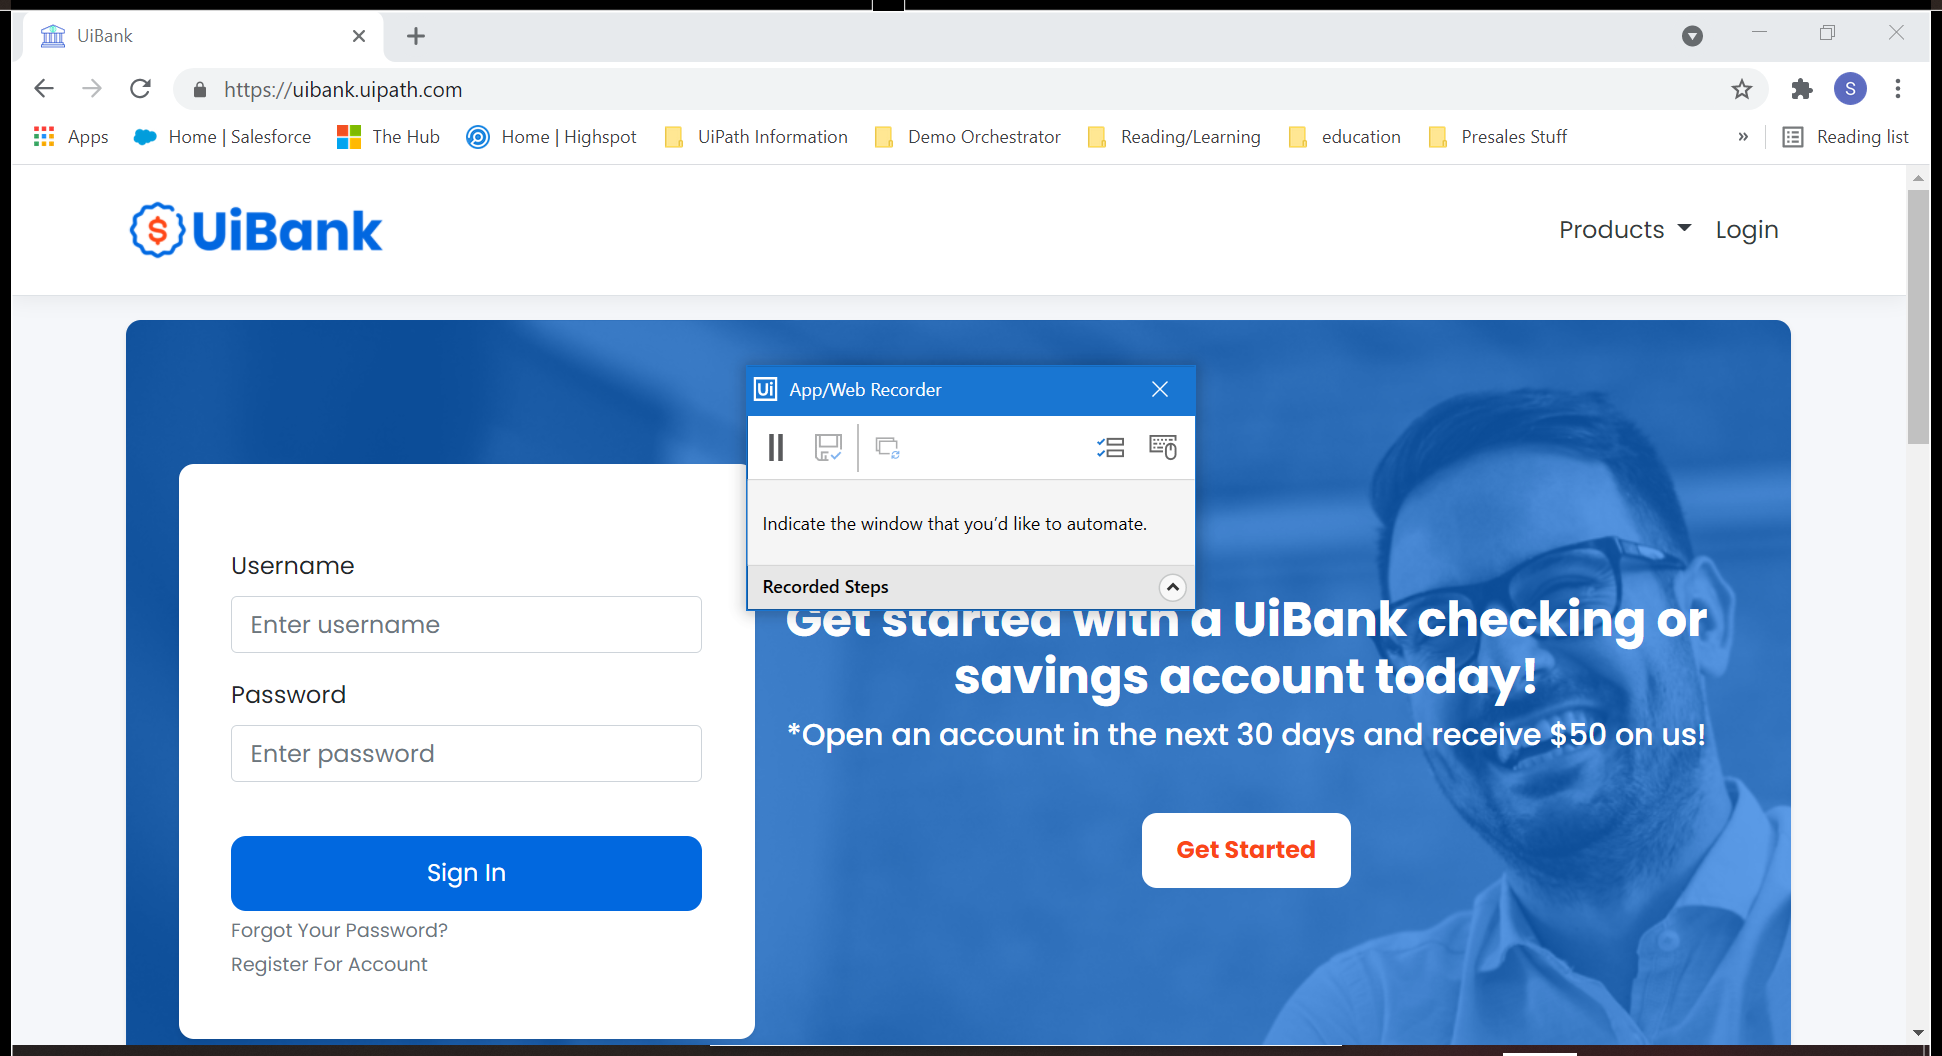 UiBank
https://uibank.uipath.com
S
Apps
Home | Salesforce
The Hub
Home | Highspot
UiPath Information
Demo Orchestrator
Reading/Learning
education
Presales Stuff
»
Reading list
$ UiBank
Products
Login
Ui App/Web Recorder
Indicate the window that you'd like to automate.
Recorded Steps
Username
Enter username
Password
Enter password
Sign In
Forgot Your Password?
Register For Account
Get started with a UiBank checking or
savings account today!
*Open an account in the next 30 days and receive $50 on us!
Get Started